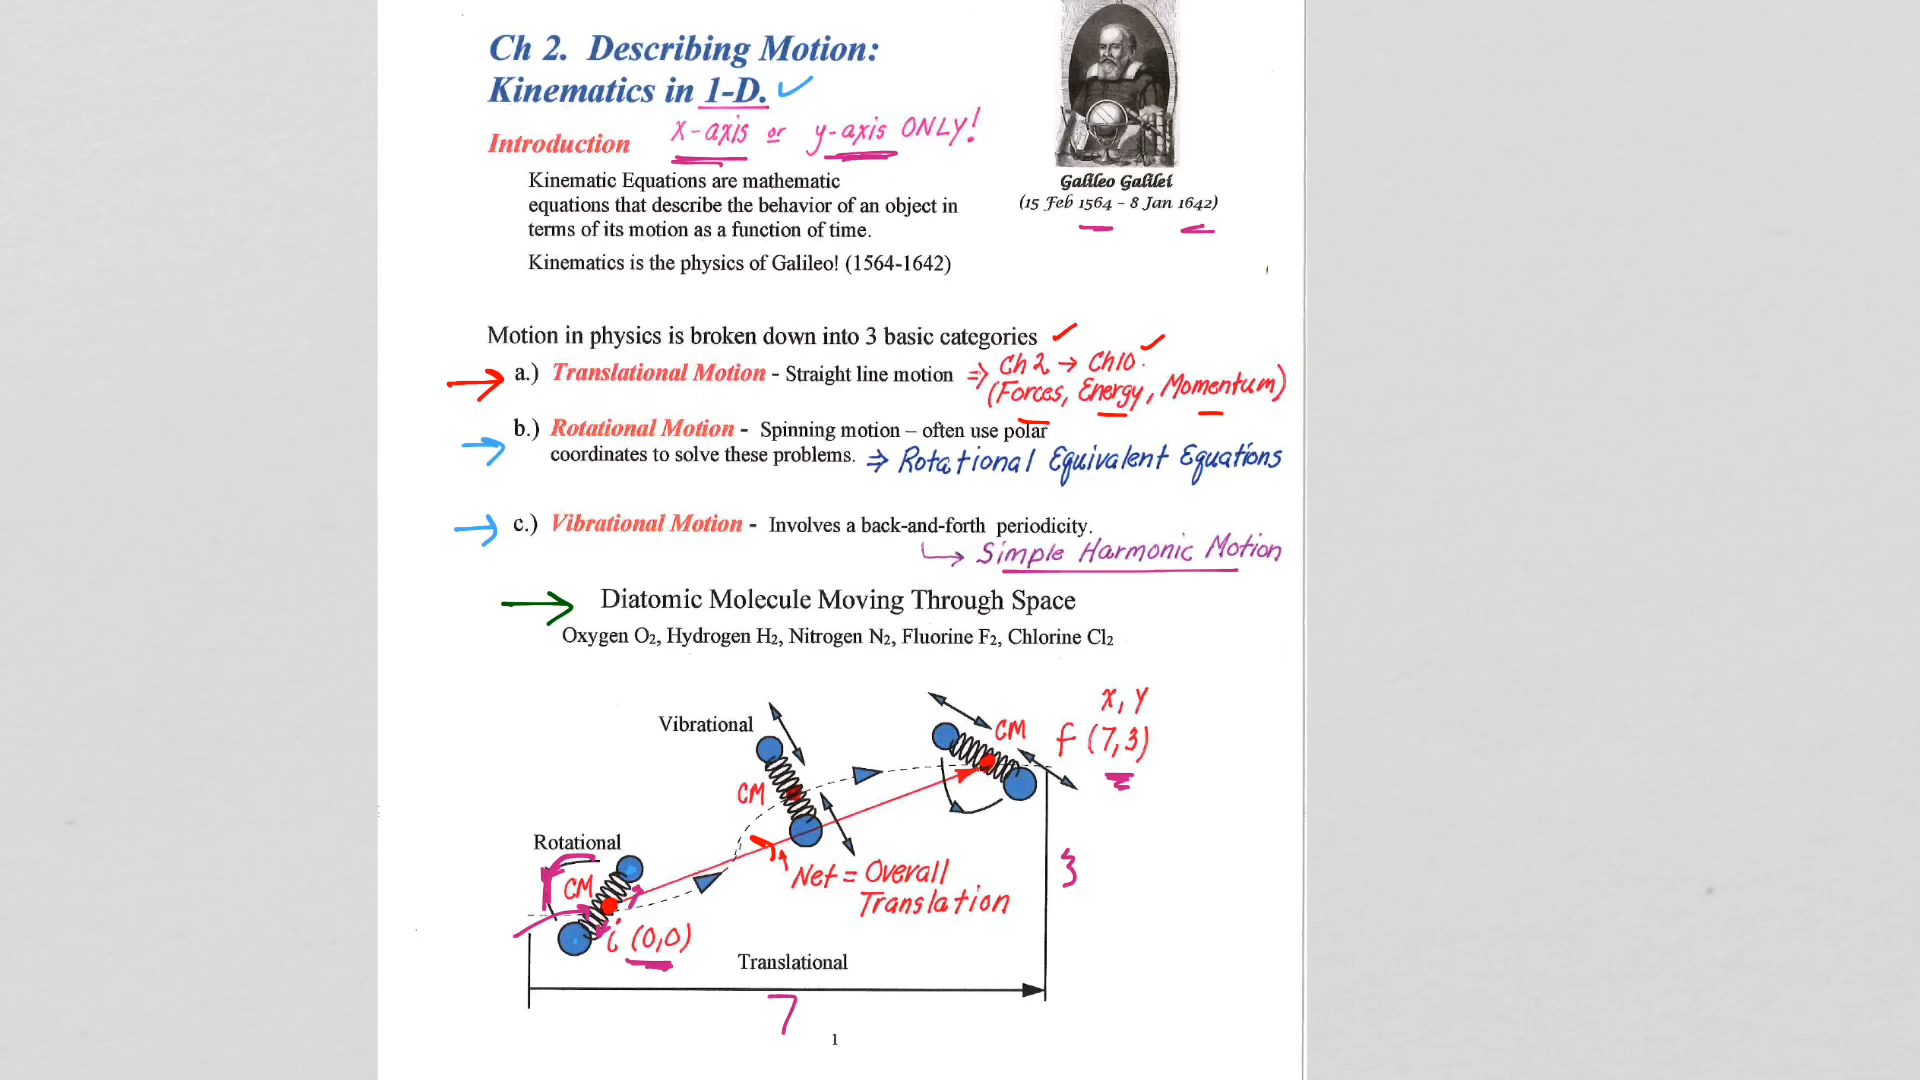 Ch 2. Describing Motion:
Kinematics in 1-D. ✓
Introduction
x-axis or y-axis ONLY!
Kinematic Equations are mathematic
equations that describe the behavior of an object in
terms of its motion as a function of time.
Kinematics is the physics of Galileo! (1564-1642)
Galileo Galilei
(15 Feb 1564 – 8 Jan 1642)
Motion in physics is broken down into 3 basic categories ✓
a.) Translational Motion - Straight line motion ⇒ Ch 2 → Ch10. ✓
(Forces, Energy, Momentum)
b.) Rotational Motion - Spinning motion – often use polar
coordinates to solve these problems. ⇒ Rotational Equivalent Equations
c.) Vibrational Motion - Involves a back-and-forth periodicity.
↳ Simple Harmonic Motion
→ Diatomic Molecule Moving Through Space
Oxygen O₂, Hydrogen H₂, Nitrogen N₂, Fluorine F₂, Chlorine Cl₂
x, y
Vibrational
CM
f (7,3)
CM
Rotational
CM
Net = Overall
Translation
3
i (0,0)
Translational
7
1